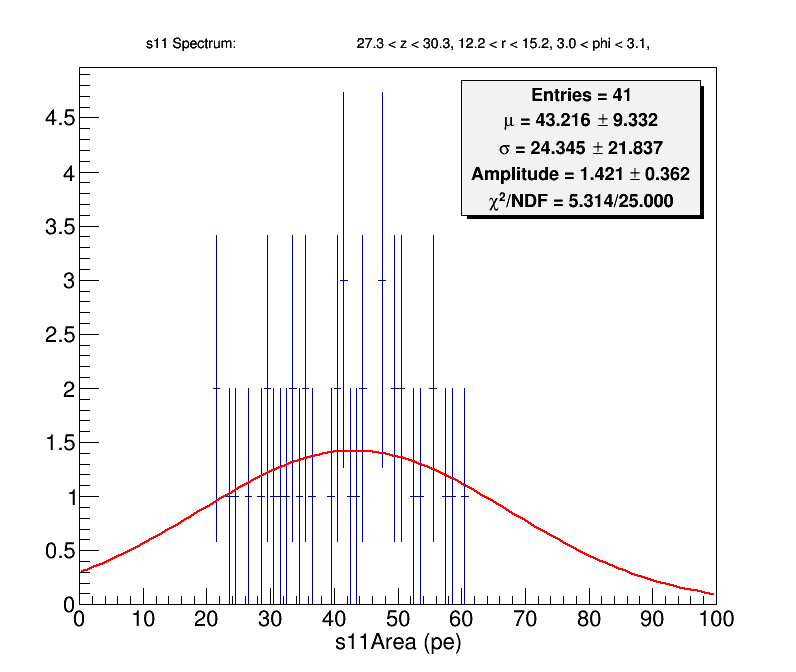 s11 Spectrum: 27.3 < z < 30.3, 12.2 < r < 15.2, 3.0 < phi < 3.1,
Entries = 41
μ = 43.216 ± 9.332
σ = 24.345 ± 21.837
Amplitude = 1.421 ± 0.362
χ²/NDF = 5.314/25.000
4.5
4
3.5
3
2.5
2
1.5
1
0.5
0
0 10 20 30 40 50 60 70 80 90 100
s11Area (pe)